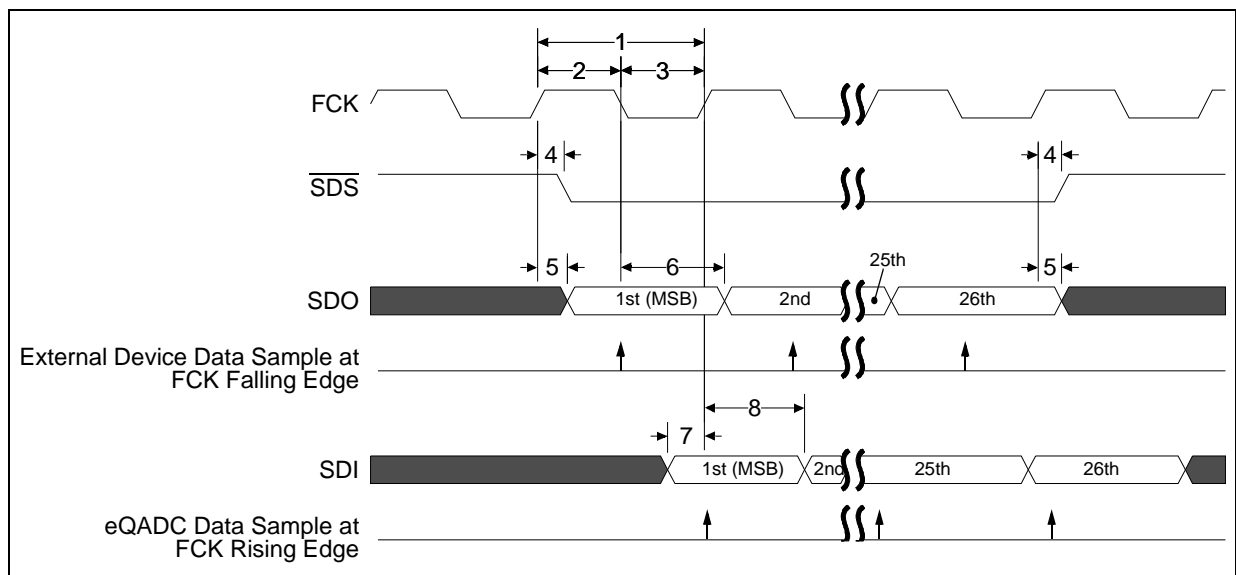 1
2 3
FCK
4 4
SDS
25th
5 6 5
SDO 1st (MSB) 2nd 26th
External Device Data Sample at
FCK Falling Edge
8
7
SDI 1st (MSB) 2nd 25th 26th
eQADC Data Sample at
FCK Rising Edge